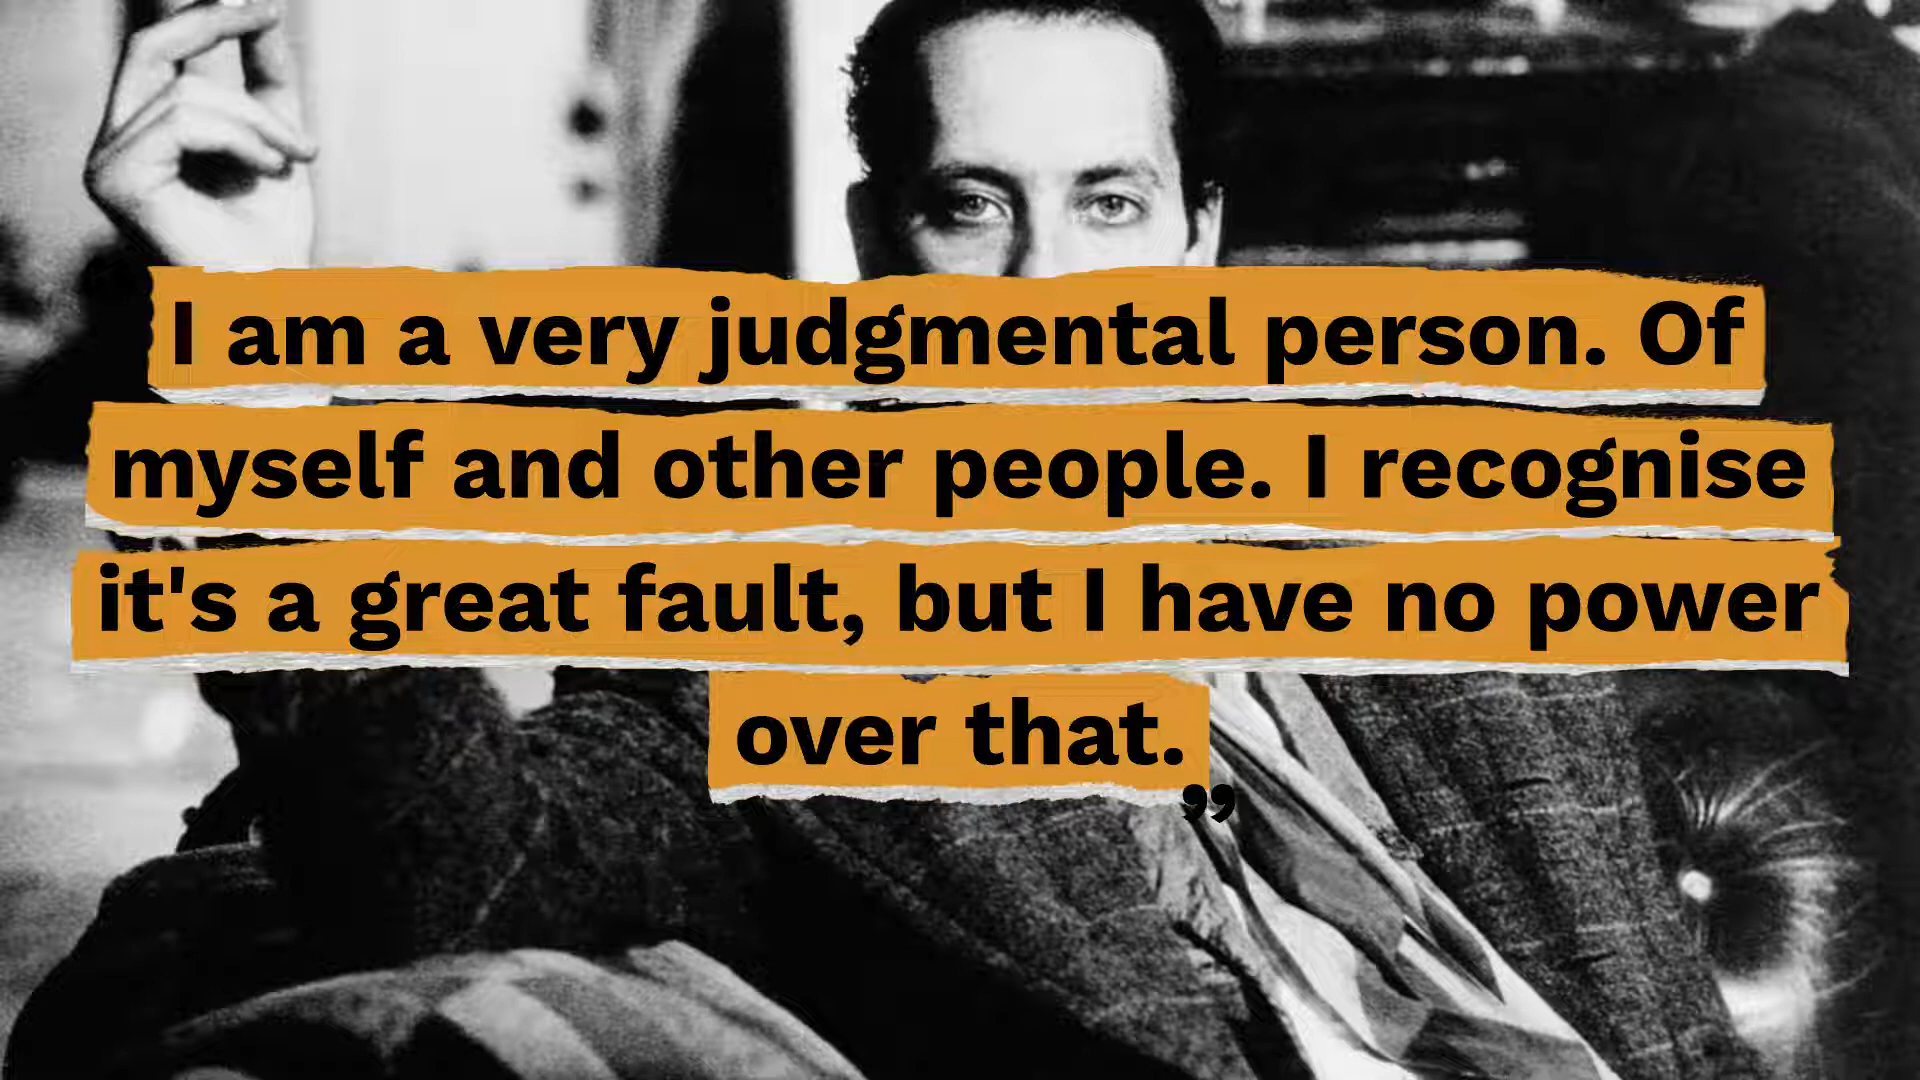 I am a very judgmental person. Of
myself and other people. I recognise
it's a great fault, but I have no power
over that.
”